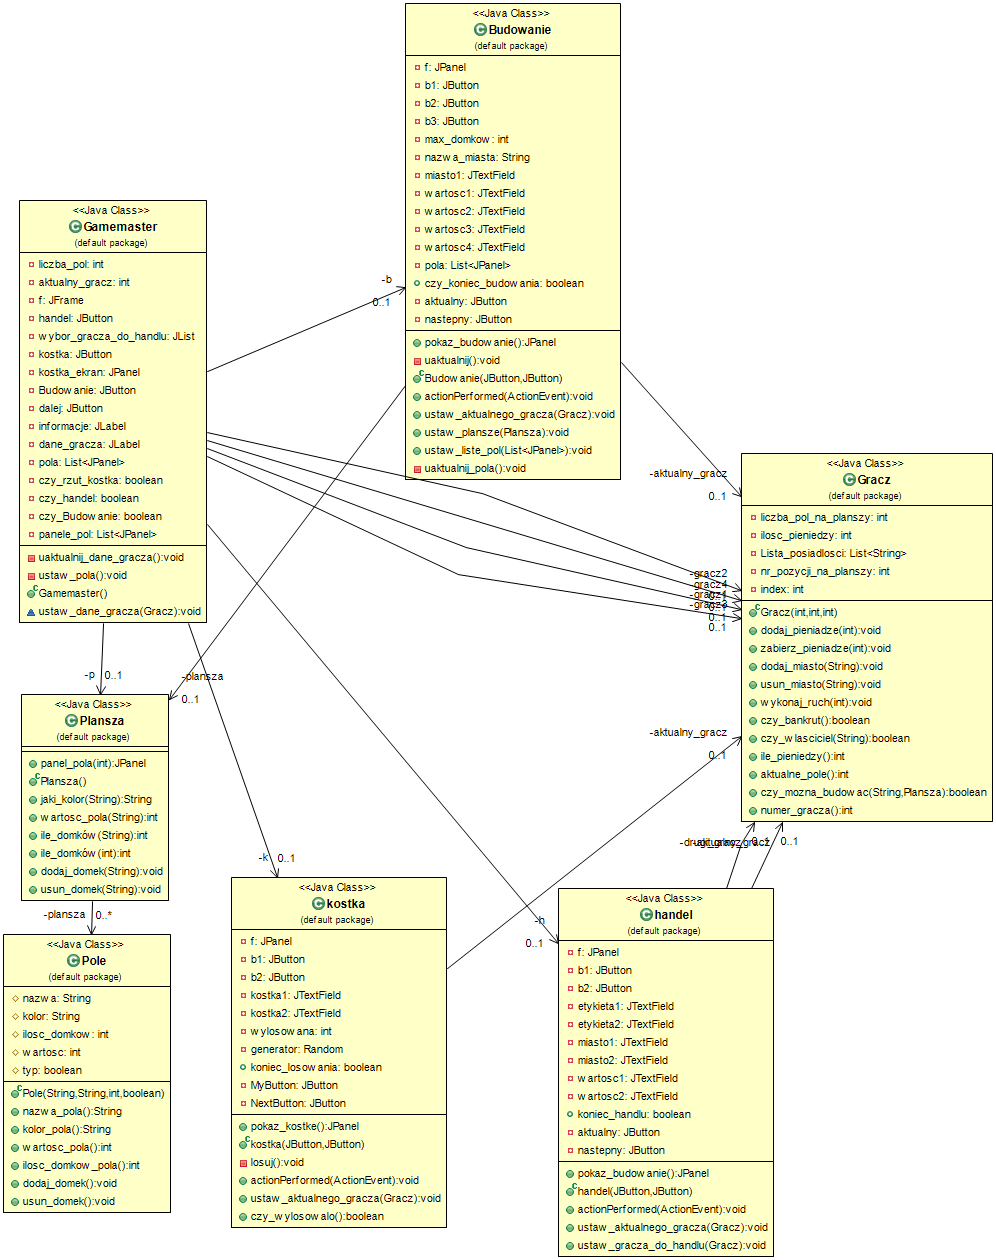 <<Java Class>>
Budowanie
(default package)
f: JPanel
b1: JButton
b2: JButton
b3: JButton
max_domkow: int
nazwa_miasta: String
miasto1: JTextField
wartosc1: JTextField
wartosc2: JTextField
wartosc3: JTextField
wartosc4: JTextField
pola: List<JPanel>
czy_koniec_budowania: boolean
aktualny: JButton
nastepny: JButton
pokaz_budowanie():JPanel
uaktualnij():void
Budowanie(JButton,JButton)
actionPerformed(ActionEvent):void
ustaw_aktualnego_gracza(Gracz):void
ustaw_plansze(Plansza):void
ustaw_liste_pol(List<JPanel>):void
uaktualnij_pola():void
<<Java Class>>
Gamemaster
(default package)
liczba_pol: int
aktualny_gracz: int
f: JFrame
handel: JButton
wybor_gracza_do_handlu: JList
kostka: JButton
kostka_ekran: JPanel
Budowanie: JButton
dalej: JButton
informacje: JLabel
dane_gracza: JLabel
pola: List<JPanel>
czy_rzut_kostka: boolean
czy_handel: boolean
czy_Budowanie: boolean
panele_pol: List<JPanel>
uaktualnij_dane_gracza():void
ustaw_pola():void
Gamemaster()
ustaw_dane_gracza(Gracz):void
-b
0..1
-aktualny_gracz
0..1
-gracz2
-gracz4
-gracz1
0..1
-gracz3
0..1
0..1
<<Java Class>>
Gracz
(default package)
liczba_pol_na_planszy: int
ilosc_pieniedzy: int
Lista_posiadlosci: List<String>
nr_pozycji_na_planszy: int
index: int
Gracz(int,int,int)
dodaj_pieniadze(int):void
zabierz_pieniadze(int):void
dodaj_miasto(String):void
usun_miasto(String):void
wykonaj_ruch(int):void
czy_bankrut():boolean
czy_wlasciciel(String):boolean
ile_pieniedzy():int
aktualne_pole():int
czy_mozna_budowac(String,Plansza):boolean
numer_gracza():int
-p
0..1
-plansza
0..1
<<Java Class>>
Plansza
(default package)
panel_pola(int):JPanel
Plansza()
jaki_kolor(String):String
wartosc_pola(String):int
ile_domków(String):int
ile_domków(int):int
dodaj_domek(String):void
usun_domek(String):void
-plansza
0..*
<<Java Class>>
Pole
(default package)
nazwa: String
kolor: String
ilosc_domkow: int
wartosc: int
typ: boolean
Pole(String,String,int,boolean)
nazwa_pola():String
kolor_pola():String
wartosc_pola():int
ilosc_domkow_pola():int
dodaj_domek():void
usun_domek():void
-k
0..1
<<Java Class>>
kostka
(default package)
f: JPanel
b1: JButton
b2: JButton
kostka1: JTextField
kostka2: JTextField
wylosowana: int
generator: Random
koniec_losowania: boolean
MyButton: JButton
NextButton: JButton
pokaz_kostke():JPanel
kostka(JButton,JButton)
losuj():void
actionPerformed(ActionEvent):void
ustaw_aktualnego_gracza(Gracz):void
czy_wylosowalo():boolean
-aktualny_gracz
0..1
-h
0..1
-drugi_gracz
0..1
-aktualny_gracz
0..1
<<Java Class>>
handel
(default package)
f: JPanel
b1: JButton
b2: JButton
etykieta1: JTextField
etykieta2: JTextField
miasto1: JTextField
miasto2: JTextField
wartosc1: JTextField
wartosc2: JTextField
koniec_handlu: boolean
aktualny: JButton
nastepny: JButton
pokaz_budowanie():JPanel
handel(JButton,JButton)
actionPerformed(ActionEvent):void
ustaw_aktualnego_gracza(Gracz):void
ustaw_gracza_do_handlu(Gracz):void